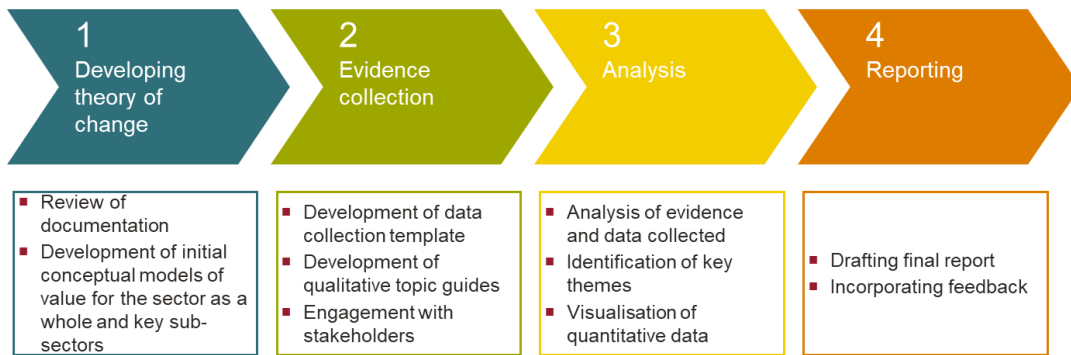 1
Developing
theory of
change
2
Evidence
collection
3
Analysis
4
Reporting
Review of
documentation
Development of initial
conceptual models of
value for the sector as a
whole and key sub-
sectors
Development of data
collection template
Development of
qualitative topic guides
Engagement with
stakeholders
Analysis of evidence
and data collected
Identification of key
themes
Visualisation of
quantitative data
Drafting final report
Incorporating feedback